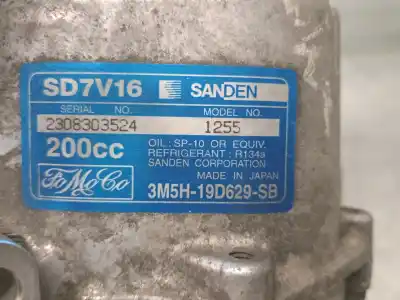 SD7V16 SANDEN
SERIAL NO. MODEL NO.
2308303524 1255
200cc OIL: SP-10 OR EQUIV.
REFRIGERANT: R134a
SANDEN CORPORATION
MADE IN JAPAN
FoMoCo 3M5H-19D629-SB